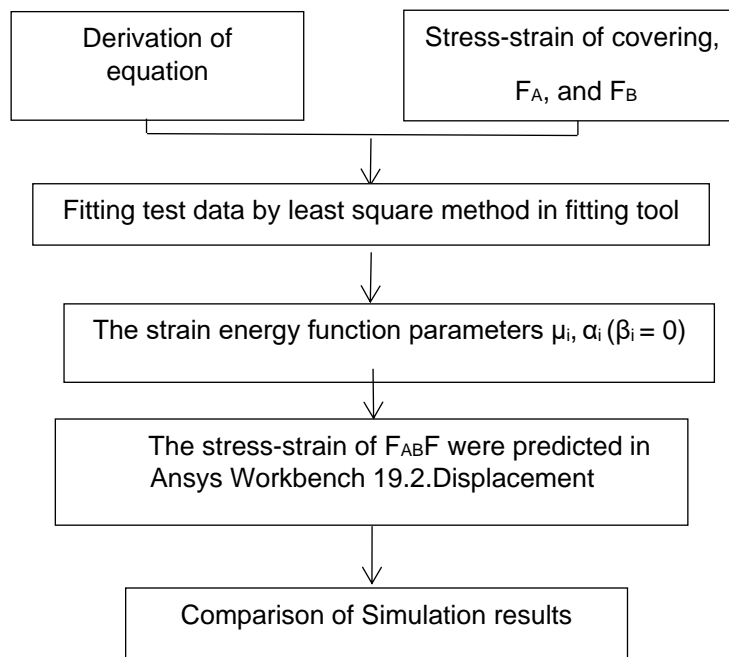 Derivation of
equation
Stress-strain of covering,
FA, and FB
Fitting test data by least square method in fitting tool
The strain energy function parameters μi, αi (βi = 0)
The stress-strain of FABF were predicted in
Ansys Workbench 19.2.Displacement
Comparison of Simulation results